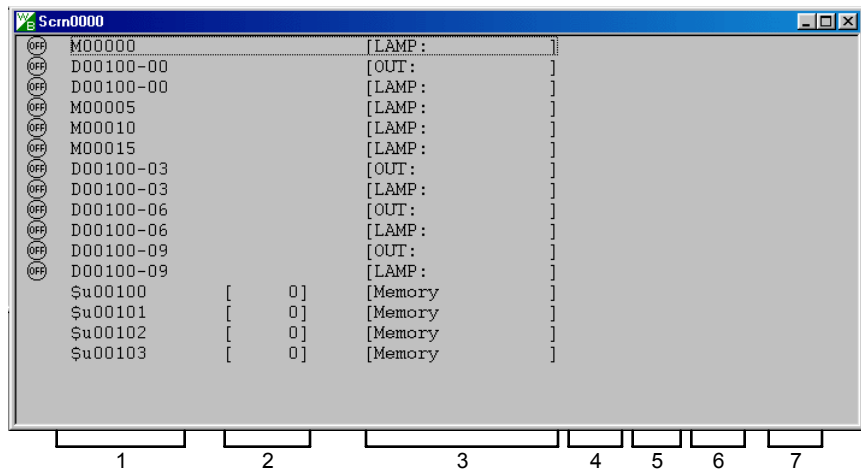 WB Scrn0000
OFF M00000 [LAMP: ]
OFF D00100-00 [OUT: ]
OFF D00100-00 [LAMP: ]
OFF M00005 [LAMP: ]
OFF M00010 [LAMP: ]
OFF M00015 [LAMP: ]
OFF D00100-03 [OUT: ]
OFF D00100-03 [LAMP: ]
OFF D00100-06 [OUT: ]
OFF D00100-06 [LAMP: ]
OFF D00100-09 [OUT: ]
OFF D00100-09 [LAMP: ]
$u00100 [ 0] [Memory ]
$u00101 [ 0] [Memory ]
$u00102 [ 0] [Memory ]
$u00103 [ 0] [Memory ]
1 2 3 4 5 6 7